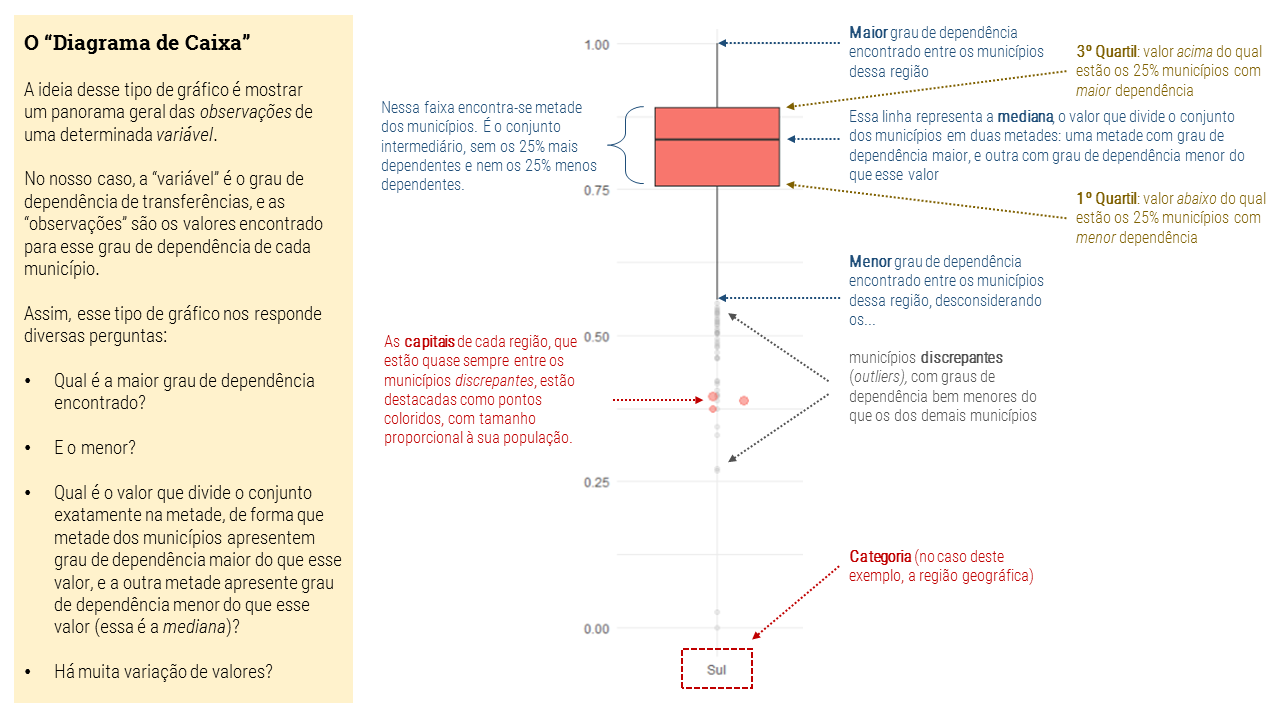 O “Diagrama de Caixa”
A ideia desse tipo de gráfico é mostrar
um panorama geral das observações de
uma determinada variável.
No nosso caso, a “variável” é o grau de
dependência de transferências, e as
“observações” são os valores encontrado
para esse grau de dependência de cada
município.
Assim, esse tipo de gráfico nos responde
diversas perguntas:
• Qual é a maior grau de dependência
encontrado?
• E o menor?
• Qual é o valor que divide o conjunto
exatamente na metade, de forma que
metade dos municípios apresentem
grau de dependência maior do que esse
valor, e a outra metade apresente grau
de dependência menor do que esse
valor (essa é a mediana)?
• Há muita variação de valores?
Nessa faixa encontra-se metade
dos municípios. É o conjunto
intermediário, sem os 25% mais
dependentes e nem os 25% menos
dependentes.
As capitais de cada região, que
estão quase sempre entre os
municípios discrepantes, estão
destacadas como pontos
coloridos, com tamanho
proporcional à sua população.
1.00
0.75
0.50
0.25
0.00
Sul
Maior grau de dependência
encontrado entre os municípios
dessa região
3º Quartil: valor acima do qual
estão os 25% municípios com
maior dependência
Essa linha representa a mediana, o valor que divide o conjunto
dos municípios em duas metades: uma metade com grau de
dependência maior, e outra com grau de dependência menor do
que esse valor
1º Quartil: valor abaixo do qual
estão os 25% municípios com
menor dependência
Menor grau de dependência
encontrado entre os municípios
dessa região, desconsiderando
os...
municípios discrepantes
(outliers), com graus de
dependência bem menores do
que os dos demais municípios
Categoria (no caso deste
exemplo, a região geográfica)